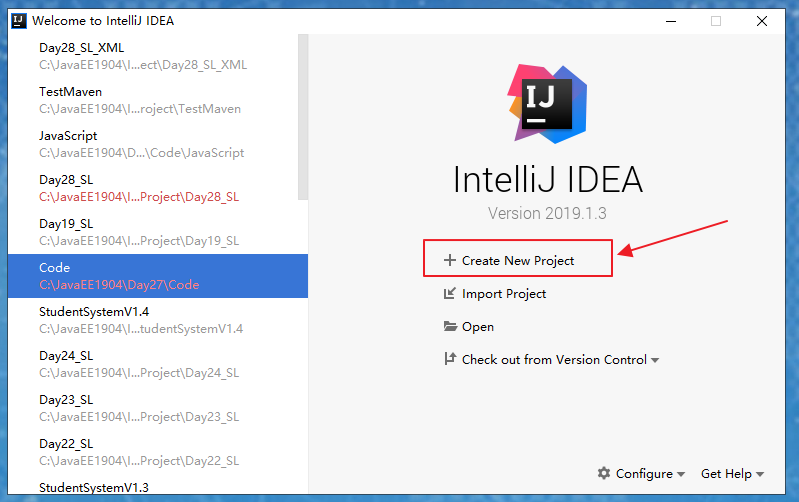 Welcome to IntelliJ IDEA
Day28_SL_XML
C:\JavaEE1904\I...ect\Day28_SL_XML
TestMaven
C:\JavaEE1904\I...roject\TestMaven
JavaScript
C:\JavaEE1904\D...\Code\JavaScript
Day28_SL
C:\JavaEE1904\I...Project\Day28_SL
Day19_SL
C:\JavaEE1904\I...Project\Day19_SL
Code
C:\JavaEE1904\Day27\Code
StudentSystemV1.4
C:\JavaEE1904\I...tudentSystemV1.4
Day24_SL
C:\JavaEE1904\I...Project\Day24_SL
Day23_SL
C:\JavaEE1904\I...Project\Day23_SL
Day22_SL
C:\JavaEE1904\I...Project\Day22_SL
StudentSystemV1.3
IJ
IntelliJ IDEA
Version 2019.1.3
Create New Project
Import Project
Open
Check out from Version Control
Configure
Get Help